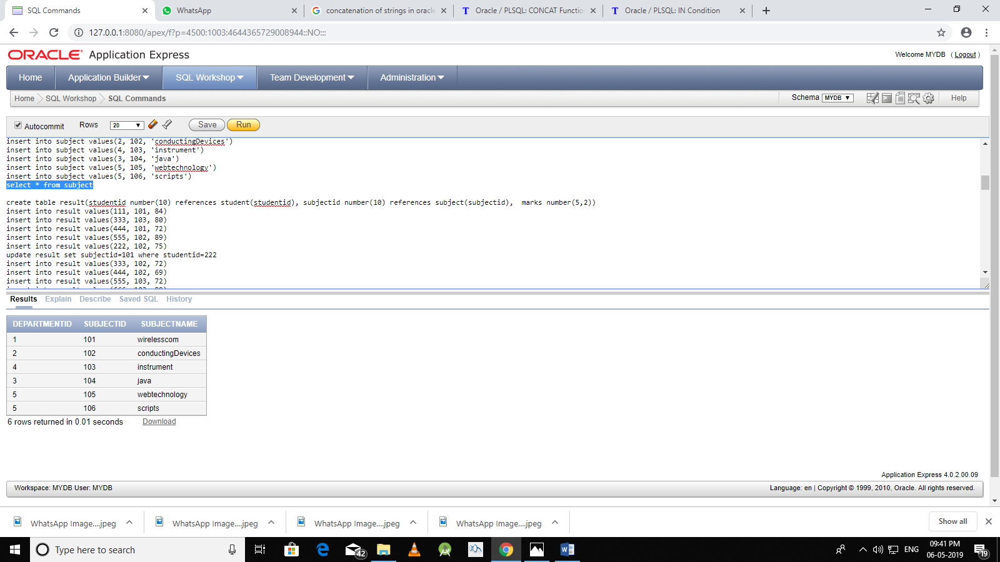 SQL Commands
WhatsApp
concatenation of strings in oracle
Oracle / PLSQL: CONCAT Functio
Oracle / PLSQL: IN Condition
127.0.0.1:8080/apex/f?p=4500:1003:4644365729008944::NO:::
ORACLE Application Express
Welcome MYDB ( Logout )
Home
Application Builder
SQL Workshop
Team Development
Administration
Home SQL Workshop SQL Commands
Schema MYDB
Help
Autocommit Rows 20 Save Run
insert into subject values(2, 102, 'conductingDevices')
insert into subject values(4, 103, 'instrument')
insert into subject values(3, 104, 'java')
insert into subject values(5, 105, 'webtechnology')
insert into subject values(5, 106, 'scripts')
select * from subject
create table result(studentid number(10) references student(studentid), subjectid number(10) references subject(subjectid),  marks number(5,2))
insert into result values(111, 101, 84)
insert into result values(333, 103, 80)
insert into result values(444, 101, 72)
insert into result values(555, 102, 89)
insert into result values(222, 102, 75)
update result set subjectid=101 where studentid=222
insert into result values(333, 102, 72)
insert into result values(444, 102, 69)
insert into result values(555, 103, 72)
Results Explain Describe Saved SQL History
DEPARTMENTID SUBJECTID SUBJECTNAME
1 101 wirelesscom
2 102 conductingDevices
4 103 instrument
3 104 java
5 105 webtechnology
5 106 scripts
6 rows returned in 0.01 seconds Download
Application Express 4.0.2.00.09
Workspace: MYDB User: MYDB
Language: en | Copyright © 1999, 2010, Oracle. All rights reserved.
WhatsApp Image....jpeg
WhatsApp Image....jpeg
WhatsApp Image....jpeg
WhatsApp Image....jpeg
Show all
Type here to search
42
ENG
09:41 PM
06-05-2019
19